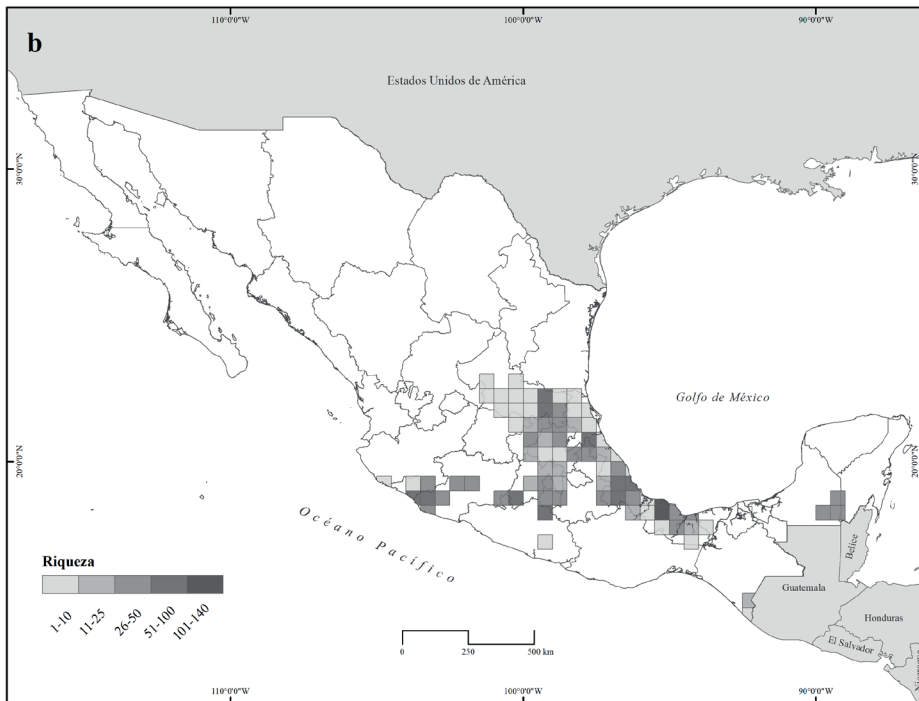 110°0'0"W 100°0'0"W 90°0'0"W
b
Estados Unidos de América
30°0'0"N 30°0'0"N
Golfo de México
20°0'0"N 20°0'0"N
Océano Pacífico
Belice
Riqueza
Guatemala
1-10 11-25 26-50 51-100 101-140
Honduras
El Salvador
0 250 500 km
110°0'0"W 100°0'0"W 90°0'0"W